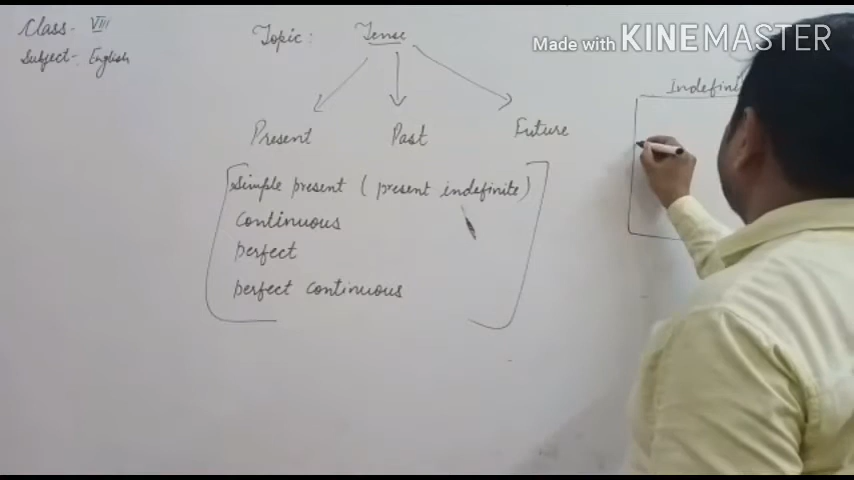 Class- VIII
Subject- English
Topic: Tense
Made with KINEMASTER
Present Past Future
Simple present (present indefinite)
continuous
perfect
perfect continuous